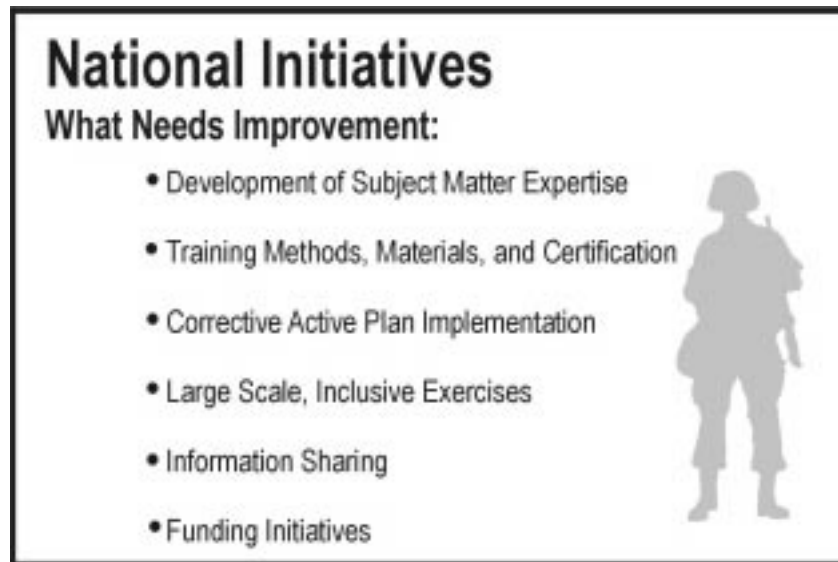 National Initiatives
What Needs Improvement:
• Development of Subject Matter Expertise
• Training Methods, Materials, and Certification
• Corrective Active Plan Implementation
• Large Scale, Inclusive Exercises
• Information Sharing
• Funding Initiatives